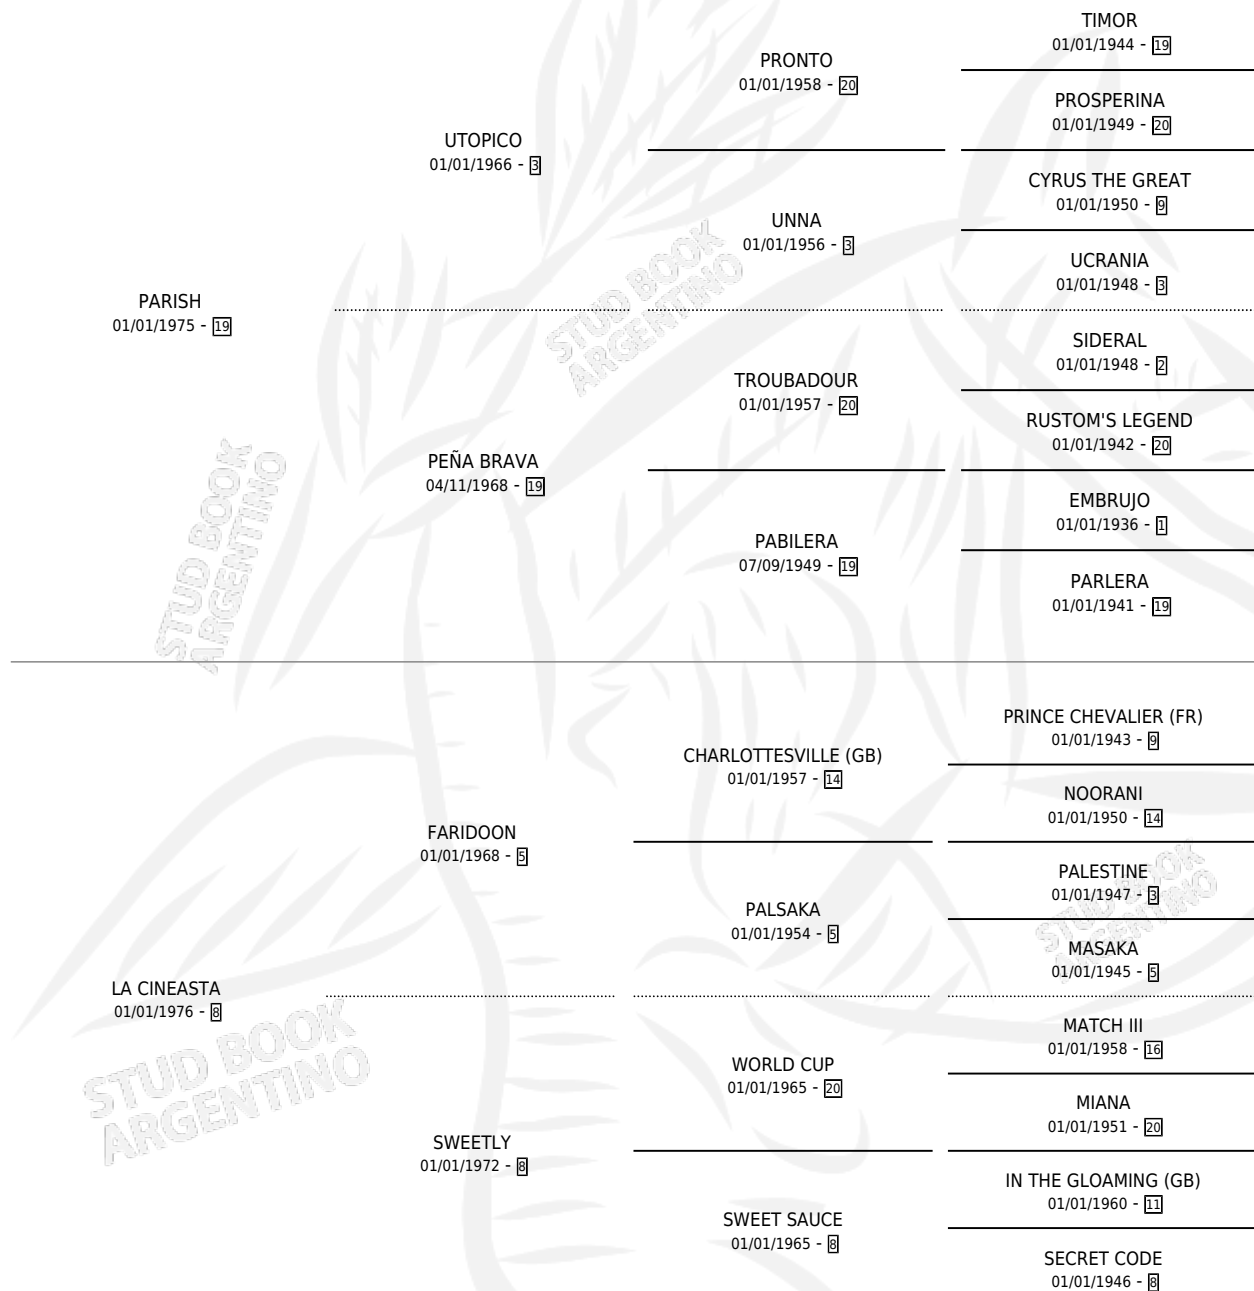 TIMOR
01/01/1944 - 19
PRONTO
01/01/1958 - 20
PROSPERINA
01/01/1949 - 20
UTOPICO
01/01/1966 - 3
CYRUS THE GREAT
01/01/1950 - 9
UNNA
01/01/1956 - 3
UCRANIA
01/01/1948 - 3
PARISH
01/01/1975 - 19
SIDERAL
01/01/1948 - 2
TROUBADOUR
01/01/1957 - 20
RUSTOM'S LEGEND
01/01/1942 - 20
PEÑA BRAVA
04/11/1968 - 19
EMBRUJO
01/01/1936 - 1
PABILERA
07/09/1949 - 19
PARLERA
01/01/1941 - 19
PRINCE CHEVALIER (FR)
01/01/1943 - 9
CHARLOTTESVILLE (GB)
01/01/1957 - 14
NOORANI
01/01/1950 - 14
FARIDOON
01/01/1968 - 5
PALESTINE
01/01/1947 - 3
PALSAKA
01/01/1954 - 5
MASAKA
01/01/1945 - 5
LA CINEASTA
01/01/1976 - 8
MATCH III
01/01/1958 - 16
WORLD CUP
01/01/1965 - 20
MIANA
01/01/1951 - 20
SWEETLY
01/01/1972 - 8
IN THE GLOAMING (GB)
01/01/1960 - 11
SWEET SAUCE
01/01/1965 - 8
SECRET CODE
01/01/1946 - 8
STUD BOOK
ARGENTINO
STUD BOOK
ARGENTINO
STUD BOOK
ARGENTINO
STUD BOOK
ARGENTINO